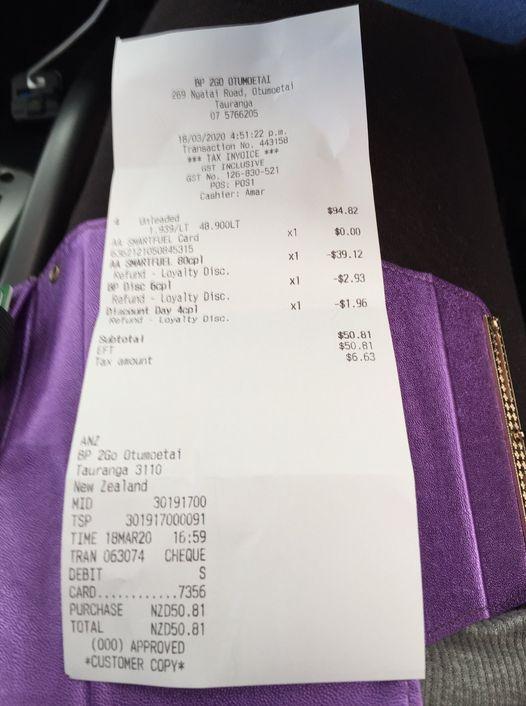 BP 2GO OTUMOETAI
269 Ngatai Road, Otumoetai
Tauranga
07 5766205
18/03/2020 4:51:22 p.m.
Transaction No. 443158
*** TAX INVOICE ***
GST INCLUSIVE
GST No. 126-830-521
POS: POS1
Cashier: Amar
4 Unleaded $94.82
1.939/LT 48.900LT
AA SMARTFUEL Card x1 $0.00
6362121050845315
AA SMARTFUEL 80cpl x1 -$39.12
Refund - Loyalty Disc.
BP Disc 6cpl x1 -$2.93
Refund - Loyalty Disc.
Discount Day 4cpl x1 -$1.96
Refund - Loyalty Disc.
Subtotal $50.81
EFT $50.81
Tax amount $6.63
ANZ
BP 2Go Otumoetai
Tauranga 3110
New Zealand
MID 30191700
TSP 301917000091
TIME 18MAR20 16:59
TRAN 063074 CHEQUE
DEBIT S
CARD............7356
PURCHASE NZD50.81
TOTAL NZD50.81
(000) APPROVED
*CUSTOMER COPY*